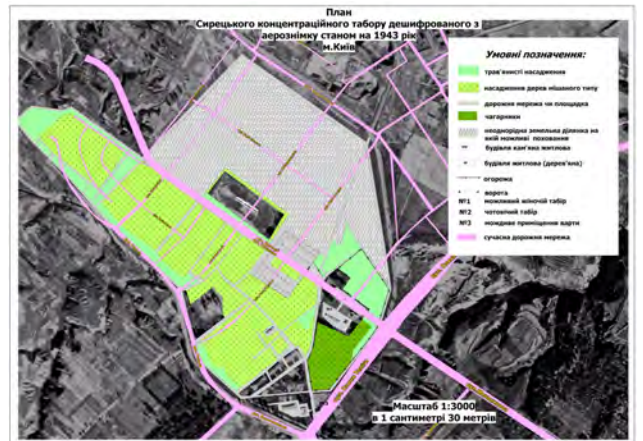 План
Сирецького концентраційного табору дешифрованого з
аерознімку станом на 1943 рік
м.Київ
Умовні позначення:
трав'янисті насадження
насадження дерев мішаного типу
дорожня мережа чи площадка
чагарники
неоднорідна земельна ділянка на
якій можливі поховання
будівля кам'яна житлова
будівля житлова (дерев'яна)
огорожа
ворота
№1 можливий жіночий табір
№2 чоловічий табір
№3 можливе приміщення варти
сучасна дорожня мережа
Масштаб 1:3000
в 1 сантиметрі 30 метрів